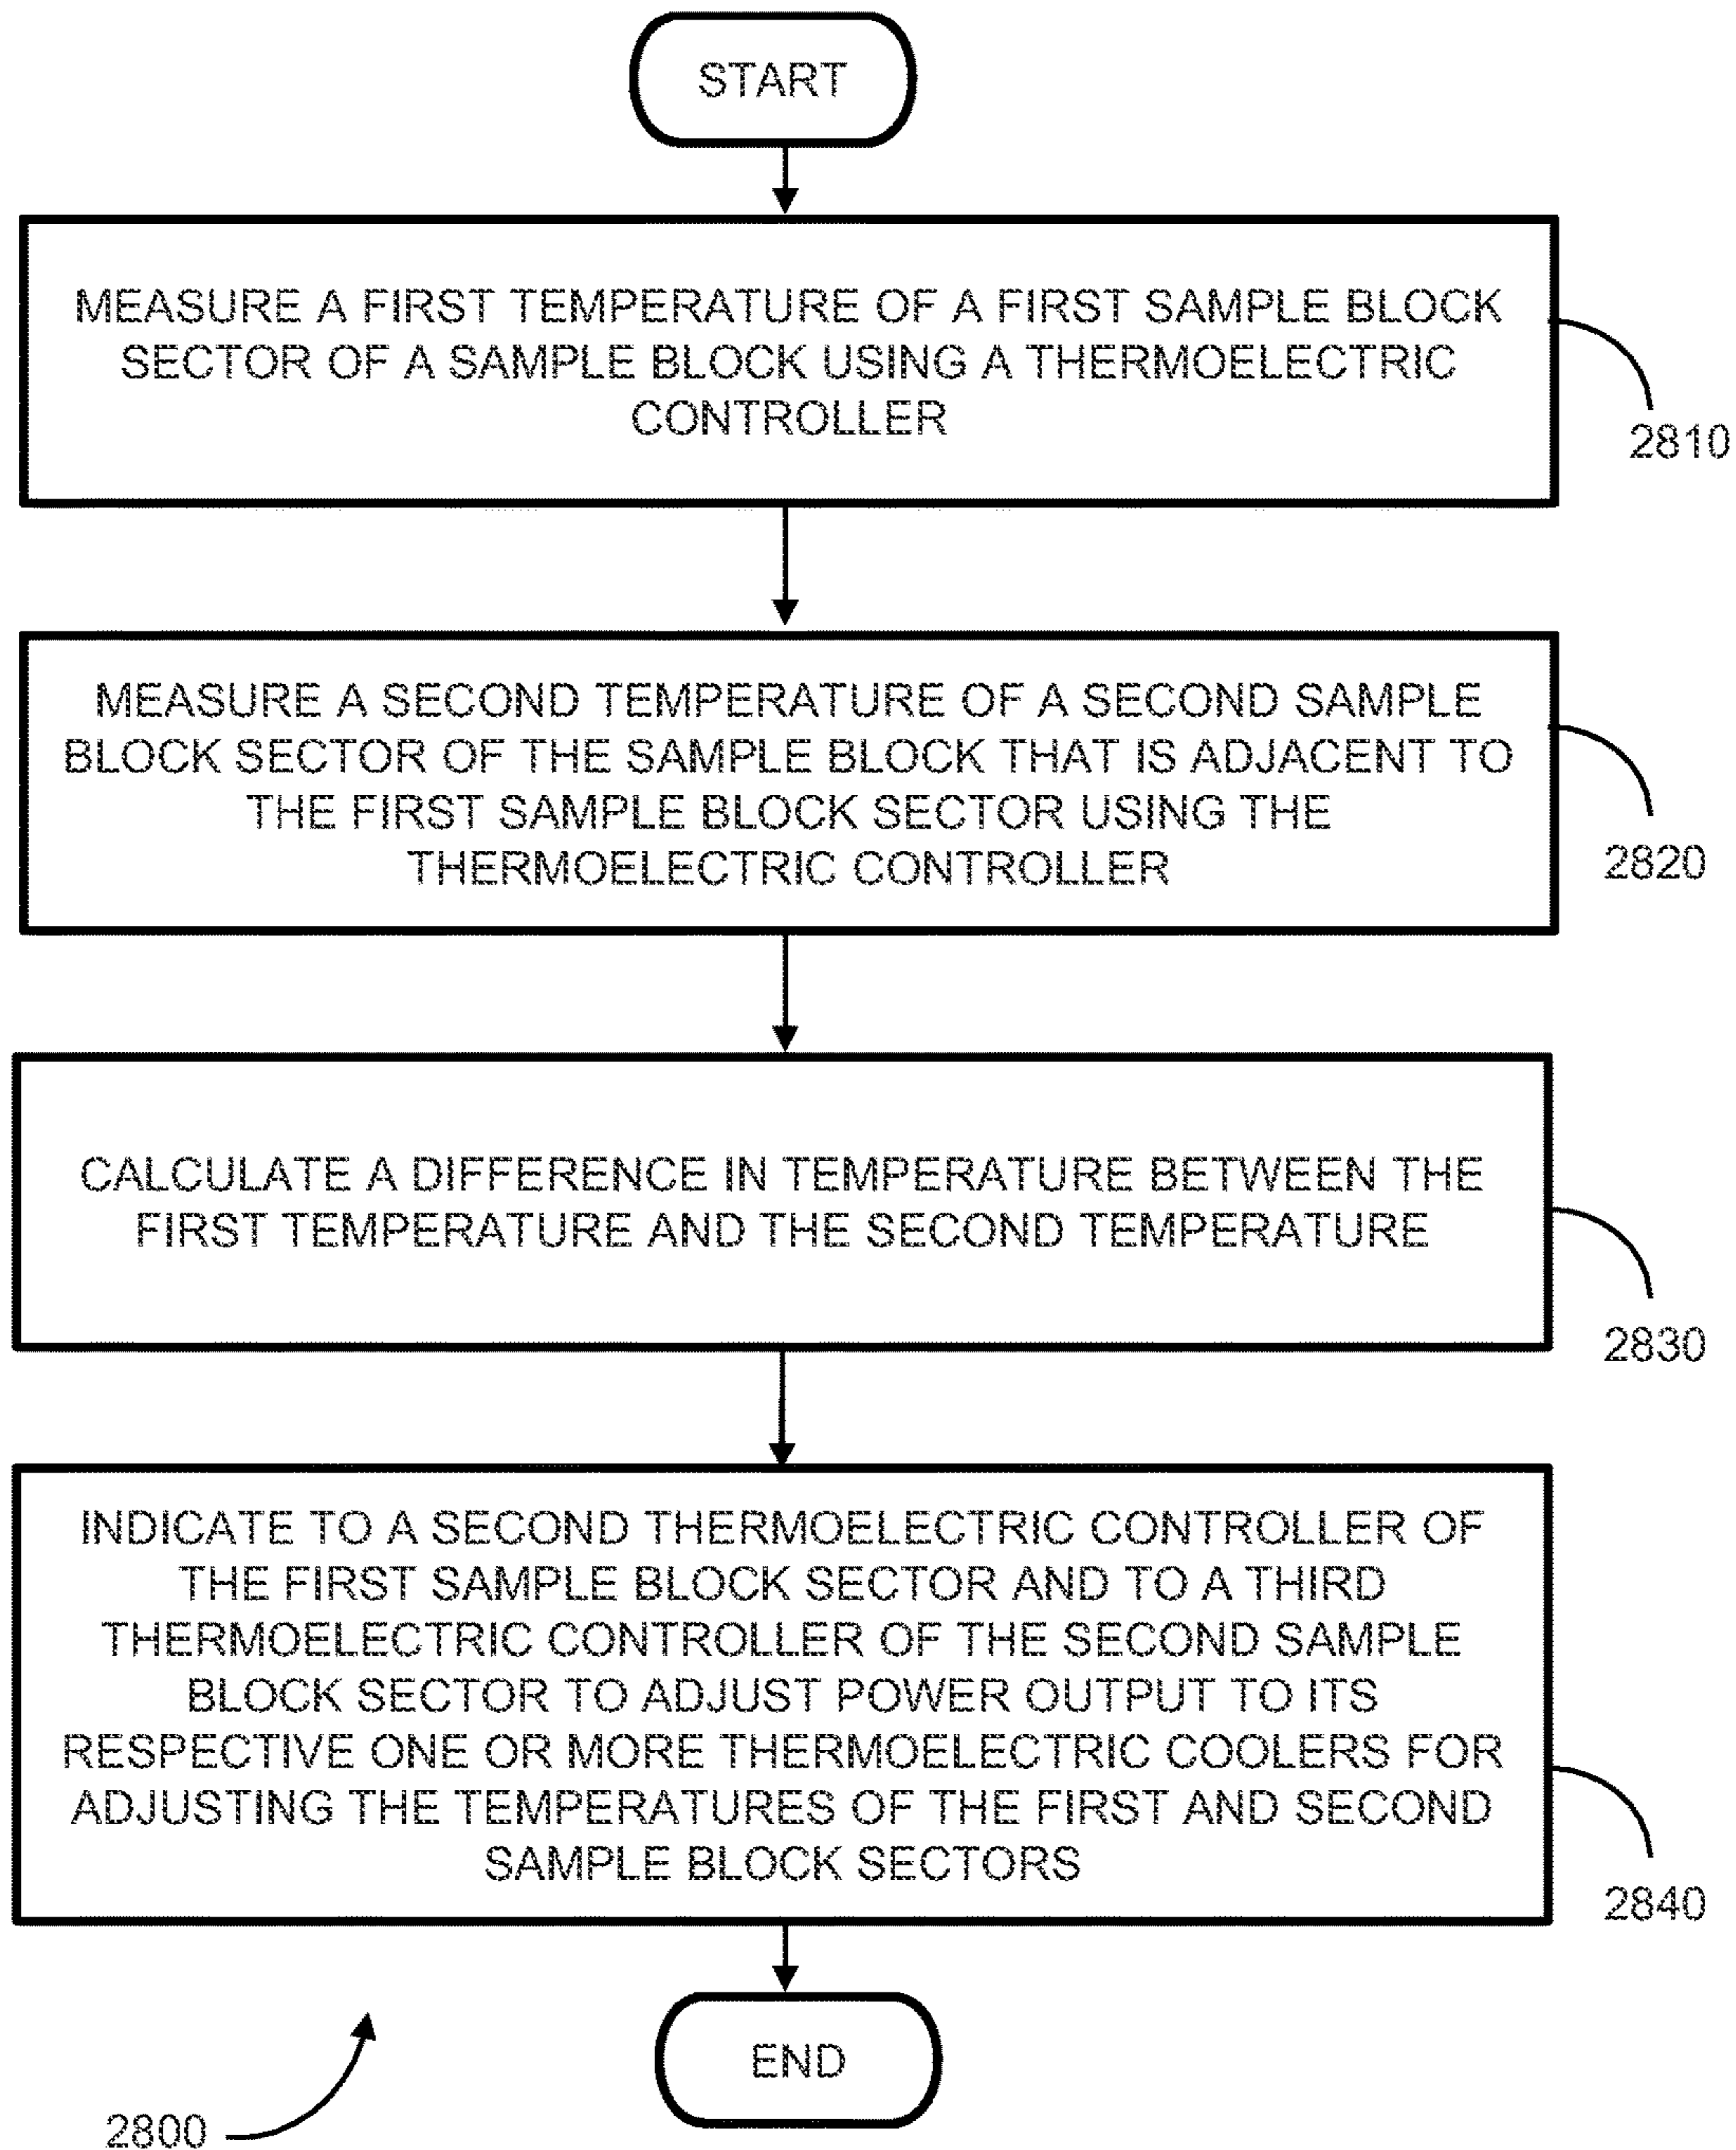 START
MEASURE A FIRST TEMPERATURE OF A FIRST SAMPLE BLOCK
SECTOR OF A SAMPLE BLOCK USING A THERMOELECTRIC
CONTROLLER
2810
MEASURE A SECOND TEMPERATURE OF A SECOND SAMPLE
BLOCK SECTOR OF THE SAMPLE BLOCK THAT IS ADJACENT TO
THE FIRST SAMPLE BLOCK SECTOR USING THE
THERMOELECTRIC CONTROLLER
2820
CALCULATE A DIFFERENCE IN TEMPERATURE BETWEEN THE
FIRST TEMPERATURE AND THE SECOND TEMPERATURE
2830
INDICATE TO A SECOND THERMOELECTRIC CONTROLLER OF
THE FIRST SAMPLE BLOCK SECTOR AND TO A THIRD
THERMOELECTRIC CONTROLLER OF THE SECOND SAMPLE
BLOCK SECTOR TO ADJUST POWER OUTPUT TO ITS
RESPECTIVE ONE OR MORE THERMOELECTRIC COOLERS FOR
ADJUSTING THE TEMPERATURES OF THE FIRST AND SECOND
SAMPLE BLOCK SECTORS
2840
END
2800